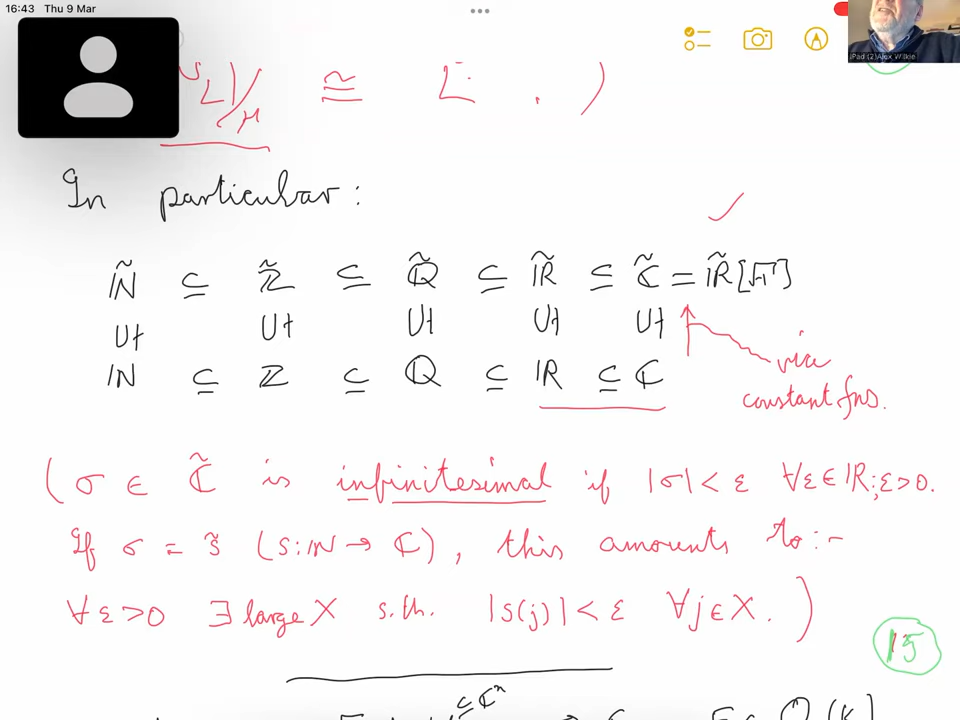 16:43 Thu 9 Mar
iPad (2)Alex Wilkie
/μ ≅ . )
In particular:
Ñ ⊆ Z̃ ⊆ Q̃ ⊆ R̃ ⊆ C̃ = R̃[√-1]
U+ U+ U+ U+ U+
ℕ ⊆ ℤ ⊆ ℚ ⊆ ℝ ⊆ ℂ
via
constant fns.
(σ ∈ C̃ is infinitesimal if |σ| < ε ∀ε∈ℝ; ε>0.
If σ = s̃ (s: ℕ → ℂ), this amounts to:-
∀ε>0 ∃ large X s.th. |s(j)| < ε ∀j∈X.)
15
⊆ ℂⁿ